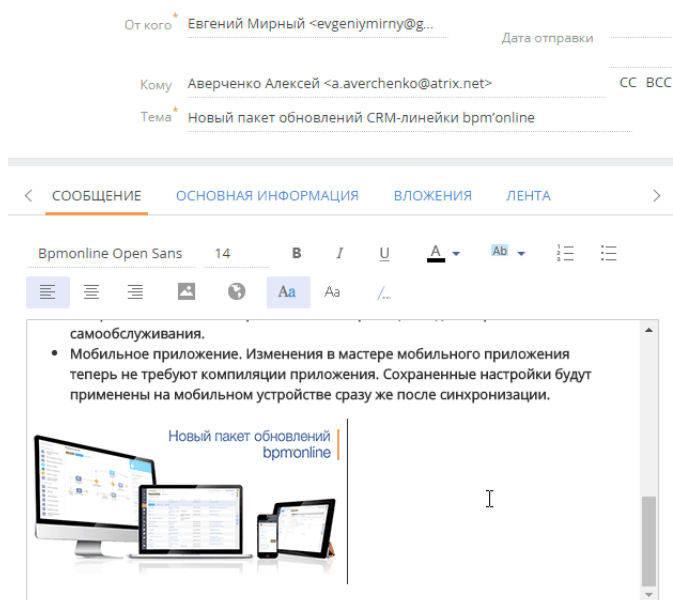 От кого* Евгений Мирный <evgeniymirny@g...
Дата отправки
Кому Аверченко Алексей <a.averchenko@atrix.net> CC BCC
Тема* Новый пакет обновлений CRM-линейки bpm'online
СООБЩЕНИЕ ОСНОВНАЯ ИНФОРМАЦИЯ ВЛОЖЕНИЯ ЛЕНТА
Bpmonline Open Sans 14 B I U A Ab
Aa Aa /...
самообслуживания.
• Мобильное приложение. Изменения в мастере мобильного приложения
теперь не требуют компиляции приложения. Сохраненные настройки будут
применены на мобильном устройстве сразу же после синхронизации.
Новый пакет обновлений
bpmonline